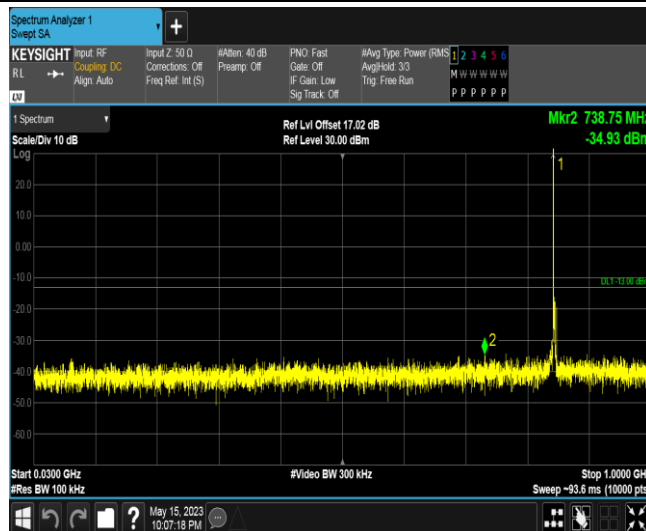 Spectrum Analyzer 1
Swept SA
+
KEYSIGHT
RL
Input: RF
Coupling: DC
Align: Auto
Input Z: 50 Ω
Corrections: Off
Freq Ref: Int (S)
#Atten: 40 dB
Preamp: Off
PNO: Fast
Gate: Off
IF Gain: Low
Sig Track: Off
#Avg Type: Power (RMS
Avg|Hold: 3/3
Trig: Free Run
1 2 3 4 5 6
M W W W W W
P P P P P P
1 Spectrum
Scale/Div 10 dB
Ref Lvl Offset 17.02 dB
Ref Level 30.00 dBm
Mkr2 738.75 MHz
-34.93 dBm
Log
20.0
10.0
0.00
-10.0
-20.0
-30.0
-40.0
-50.0
-60.0
1
DL1 -13.00 dBm
2
Start 0.0300 GHz
#Res BW 100 kHz
#Video BW 300 kHz
Stop 1.0000 GH
Sweep ~93.6 ms (10000 pts
?
May 15, 2023
10:07:18 PM